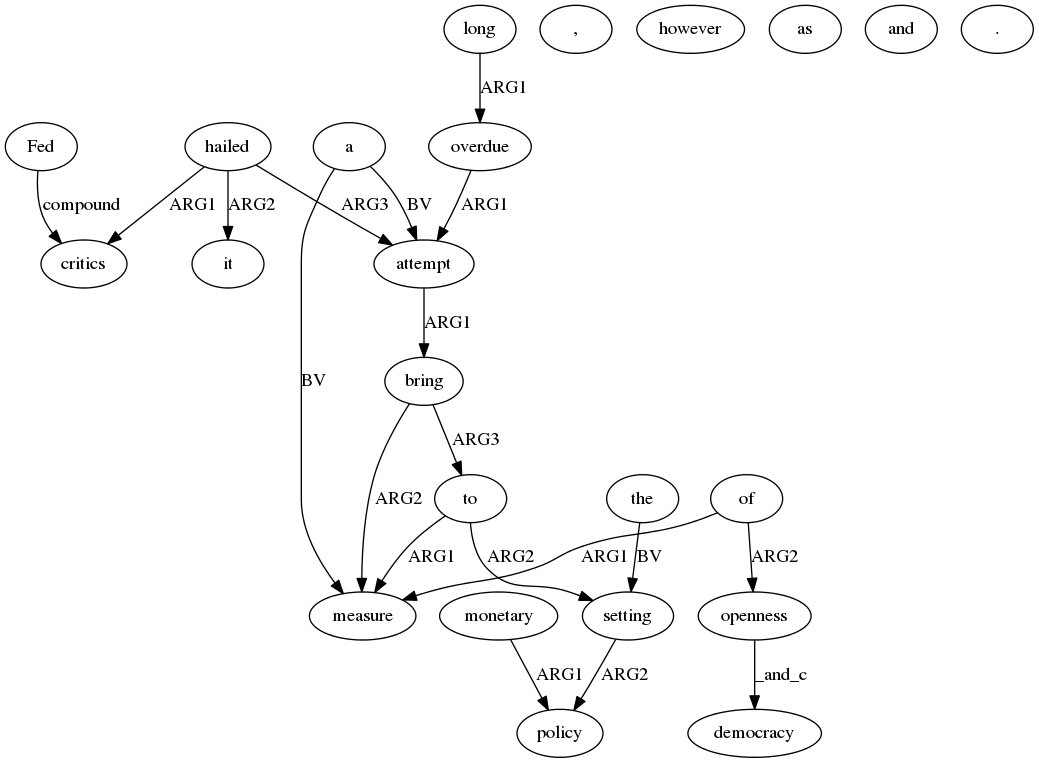 long , however as and .
ARG1
Fed hailed a overdue
compound ARG1 ARG2 ARG3 BV ARG1
critics it attempt
ARG1
BV bring
ARG3
ARG2 to the of
ARG1 ARG2 ARG1 BV ARG2
measure monetary setting openness
ARG1 ARG2 _and_c
policy democracy